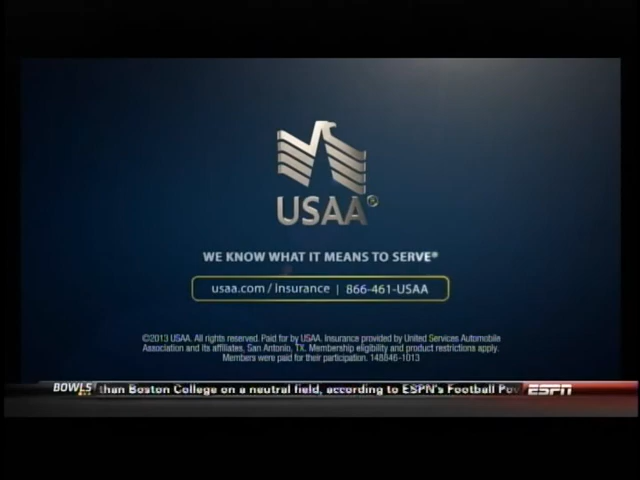 USAA®
WE KNOW WHAT IT MEANS TO SERVE®
usaa.com/insurance | 866-461-USAA
©2013 USAA. All rights reserved. Paid for by USAA. Insurance provided by United Services Automobile
Association and its affiliates, San Antonio, TX. Membership eligibility and product restrictions apply.
Members were paid for their participation. 148846-1013
BOWLS than Boston College on a neutral field, according to ESPN's Football Pow ESPN